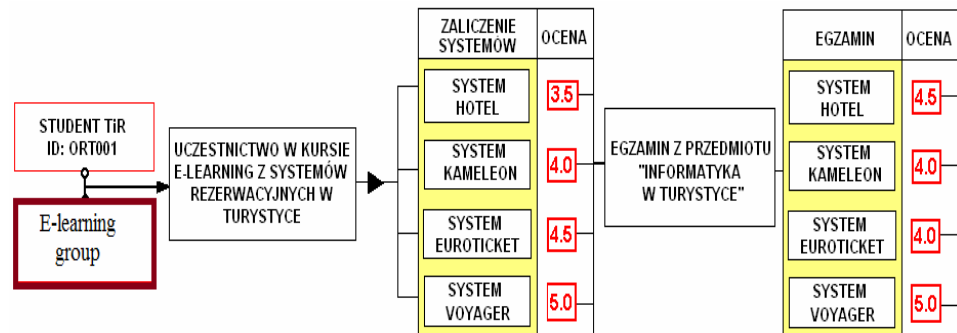 STUDENT TiR
ID: ORT001
E-learning
group
UCZESTNICTWO W KURSIE
E-LEARNING Z SYSTEMÓW
REZERWACYJNYCH W
TURYSTYCE
ZALICZENIE
SYSTEMÓW
OCENA
SYSTEM
HOTEL
3.5
SYSTEM
KAMELEON
4.0
SYSTEM
EUROTICKET
4.5
SYSTEM
VOYAGER
5.0
EGZAMIN Z PRZEDMIOTU
"INFORMATYKA
W TURYSTYCE"
EGZAMIN
OCENA
SYSTEM
HOTEL
4.5
SYSTEM
KAMELEON
4.0
SYSTEM
EUROTICKET
4.0
SYSTEM
VOYAGER
5.0